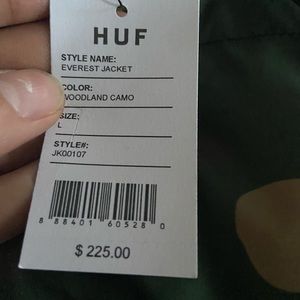 HUF
STYLE NAME:
EVEREST JACKET
COLOR:
WOODLAND CAMO
SIZE:
L
STYLE#:
JK00107
8 88401 60528 0
$ 225.00